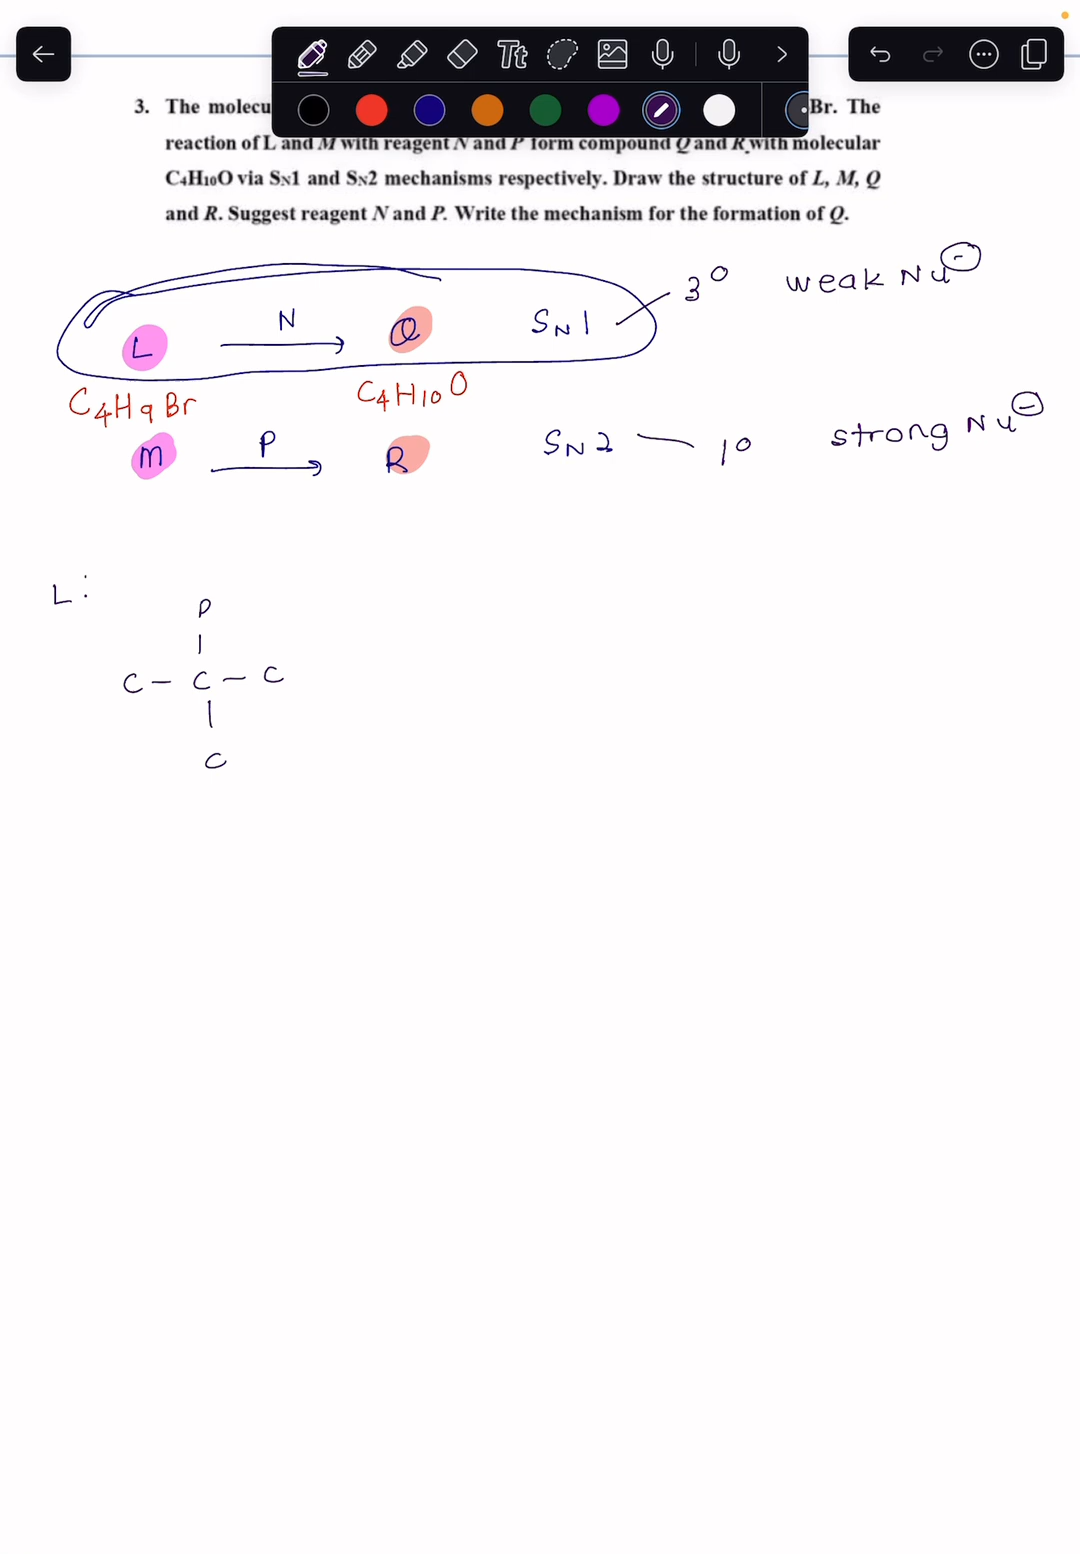 Tt
3. The molecu Br. The
reaction of L and M with reagent N and P form compound Q and R with molecular
C₄H₁₀O via SN1 and SN2 mechanisms respectively. Draw the structure of L, M, Q
and R. Suggest reagent N and P. Write the mechanism for the formation of Q.
L N → Q SN1 — 3° weak Nu⊖
C₄H₉Br C₄H₁₀O
M P → R SN2 — 1° strong Nu⊖
L:
|
C — C — C
|
C